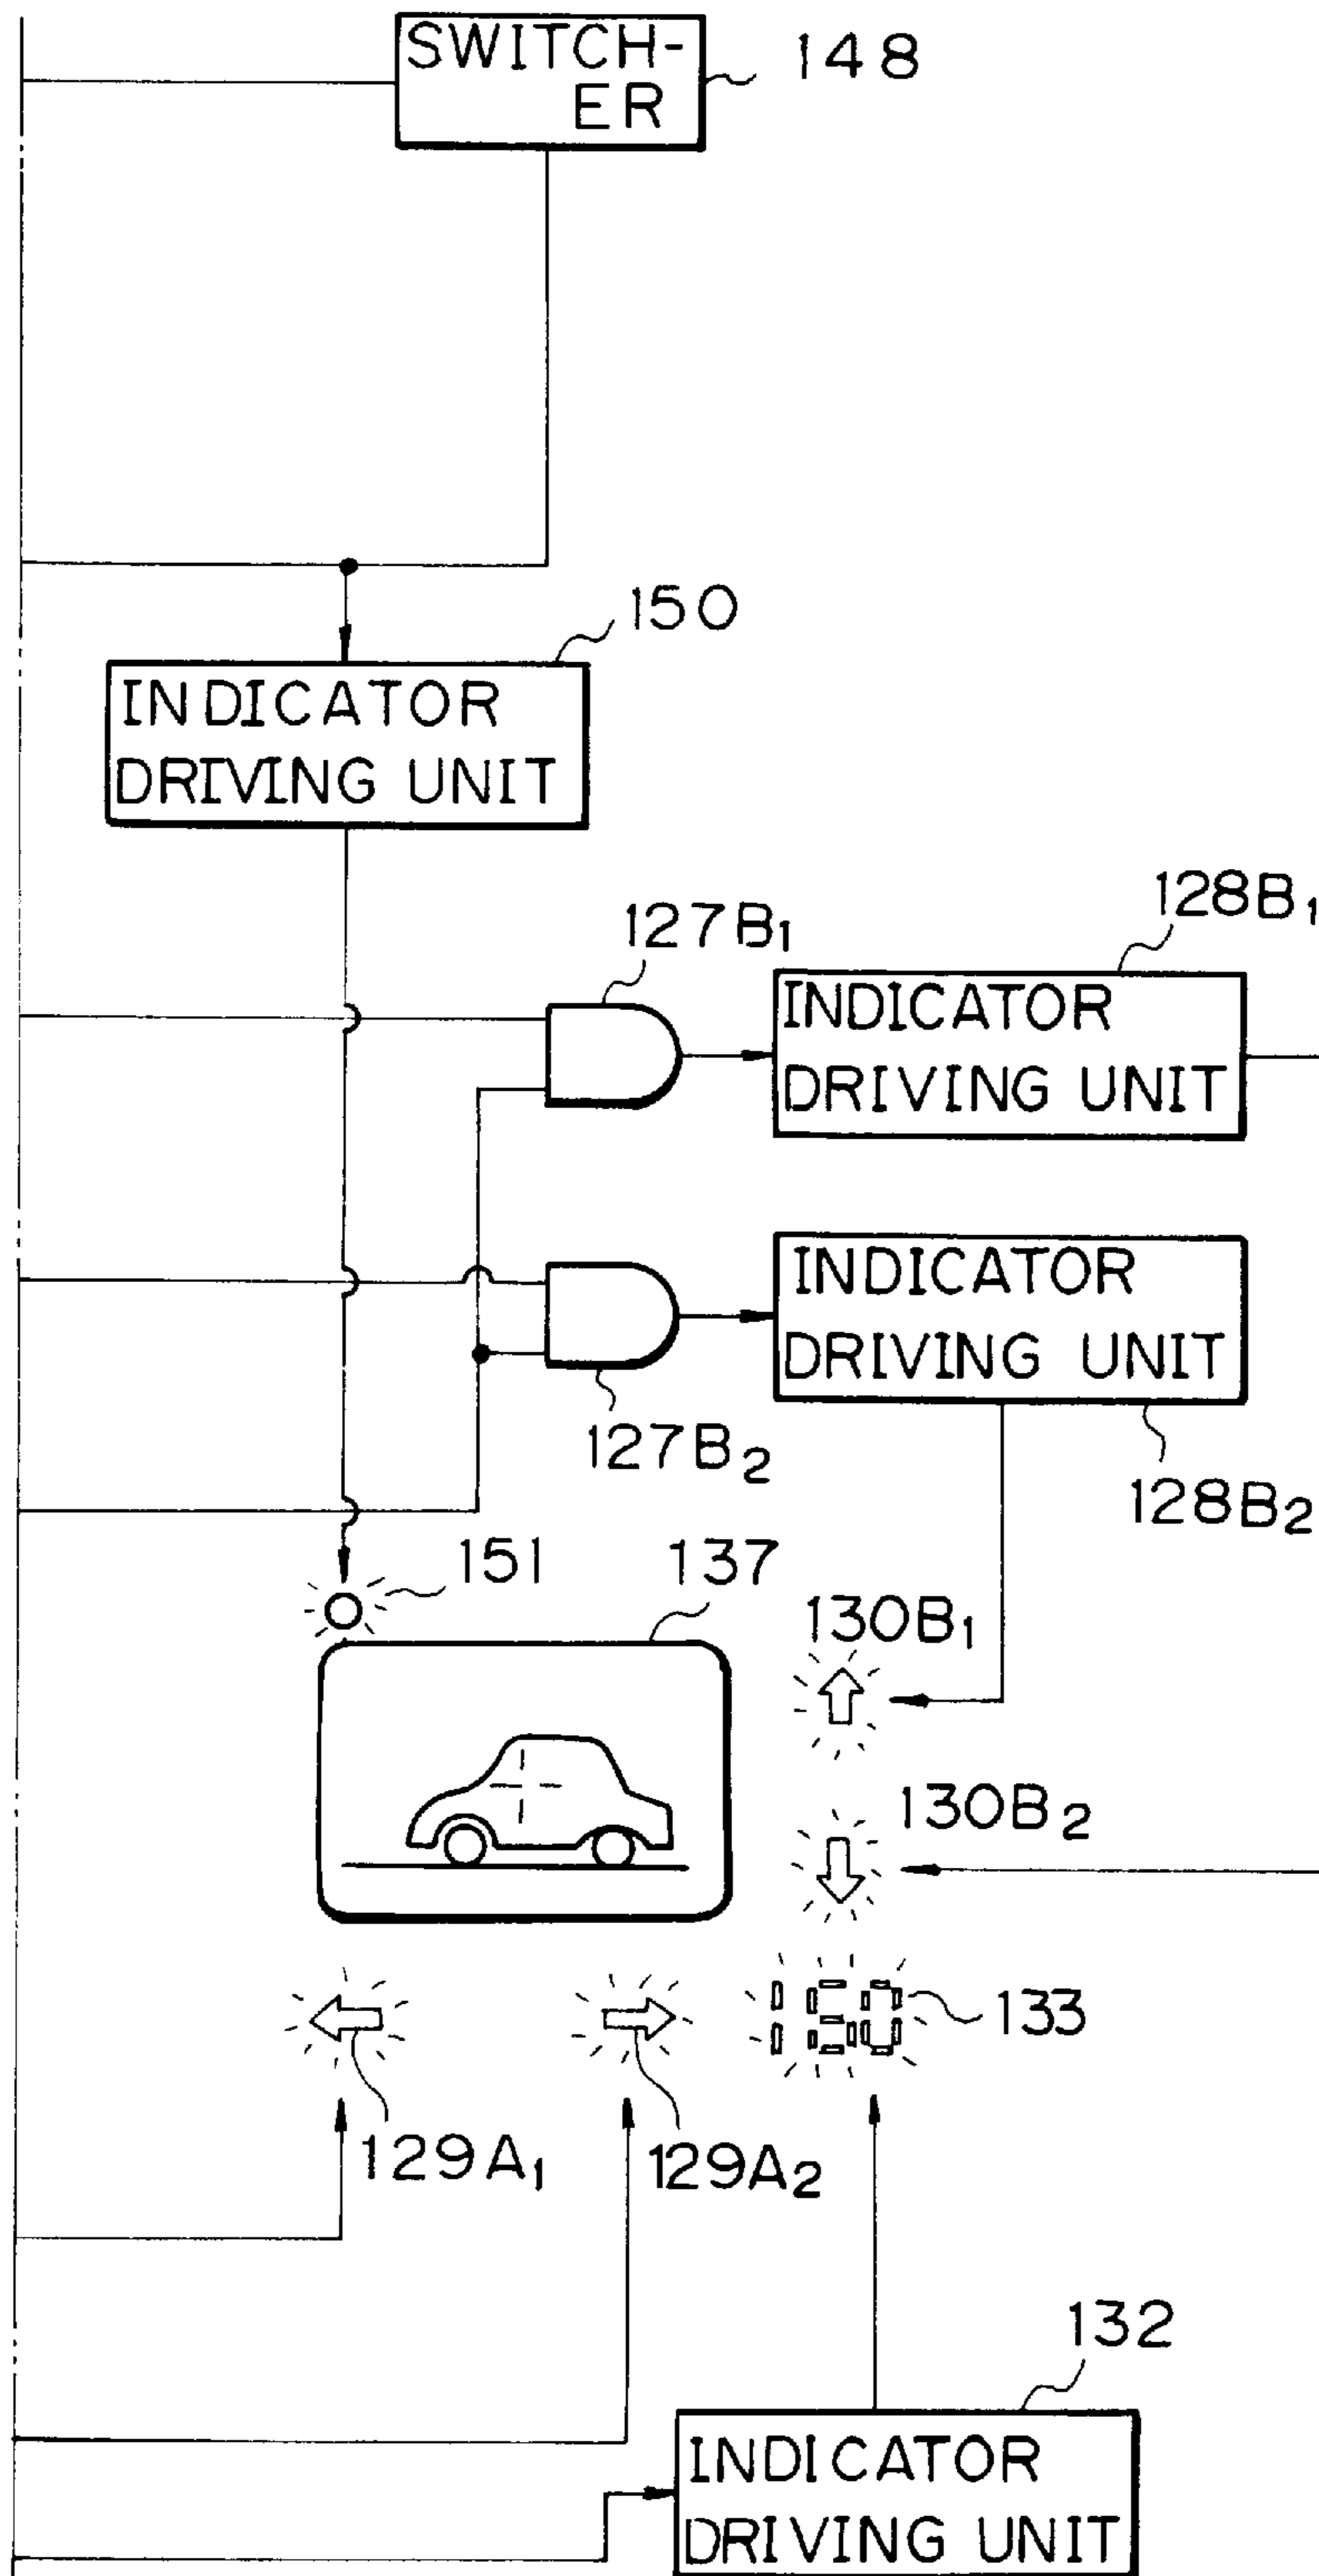 SWITCH-
ER
148
150
INDICATOR
DRIVING UNIT
127B₁
128B₁
INDICATOR
DRIVING UNIT
INDICATOR
DRIVING UNIT
127B₂
128B₂
151
137
130B₁
130B₂
160
133
129A₁
129A₂
132
INDICATOR
DRIVING UNIT